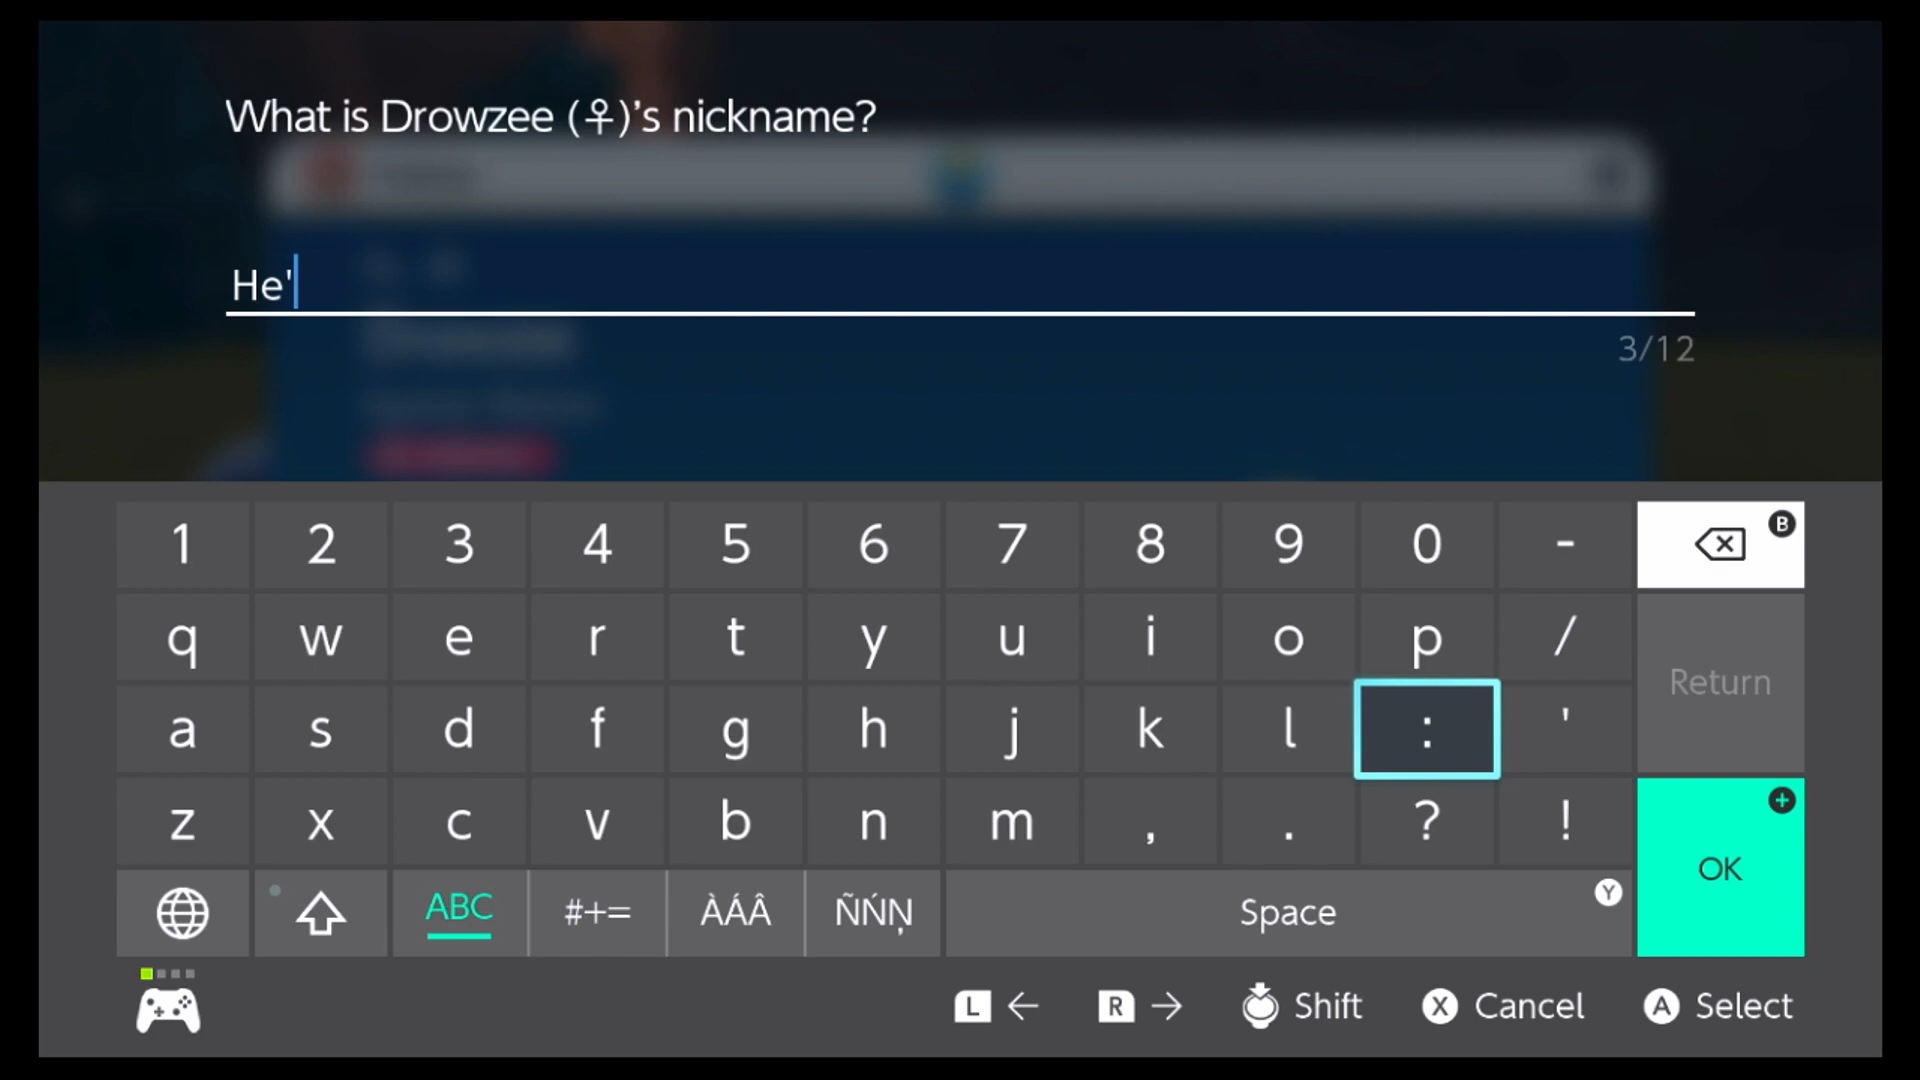 What is Drowzee (♀)'s nickname?
He'
3/12
1 2 3 4 5 6 7 8 9 0 - B
q w e r t y u i o p /
Return
a s d f g h j k l : '
z x c v b n m , . ? ! +
OK
ABC #+= ÀÁÂ ÑŃŅ Space Y
L ← R → Shift X Cancel A Select